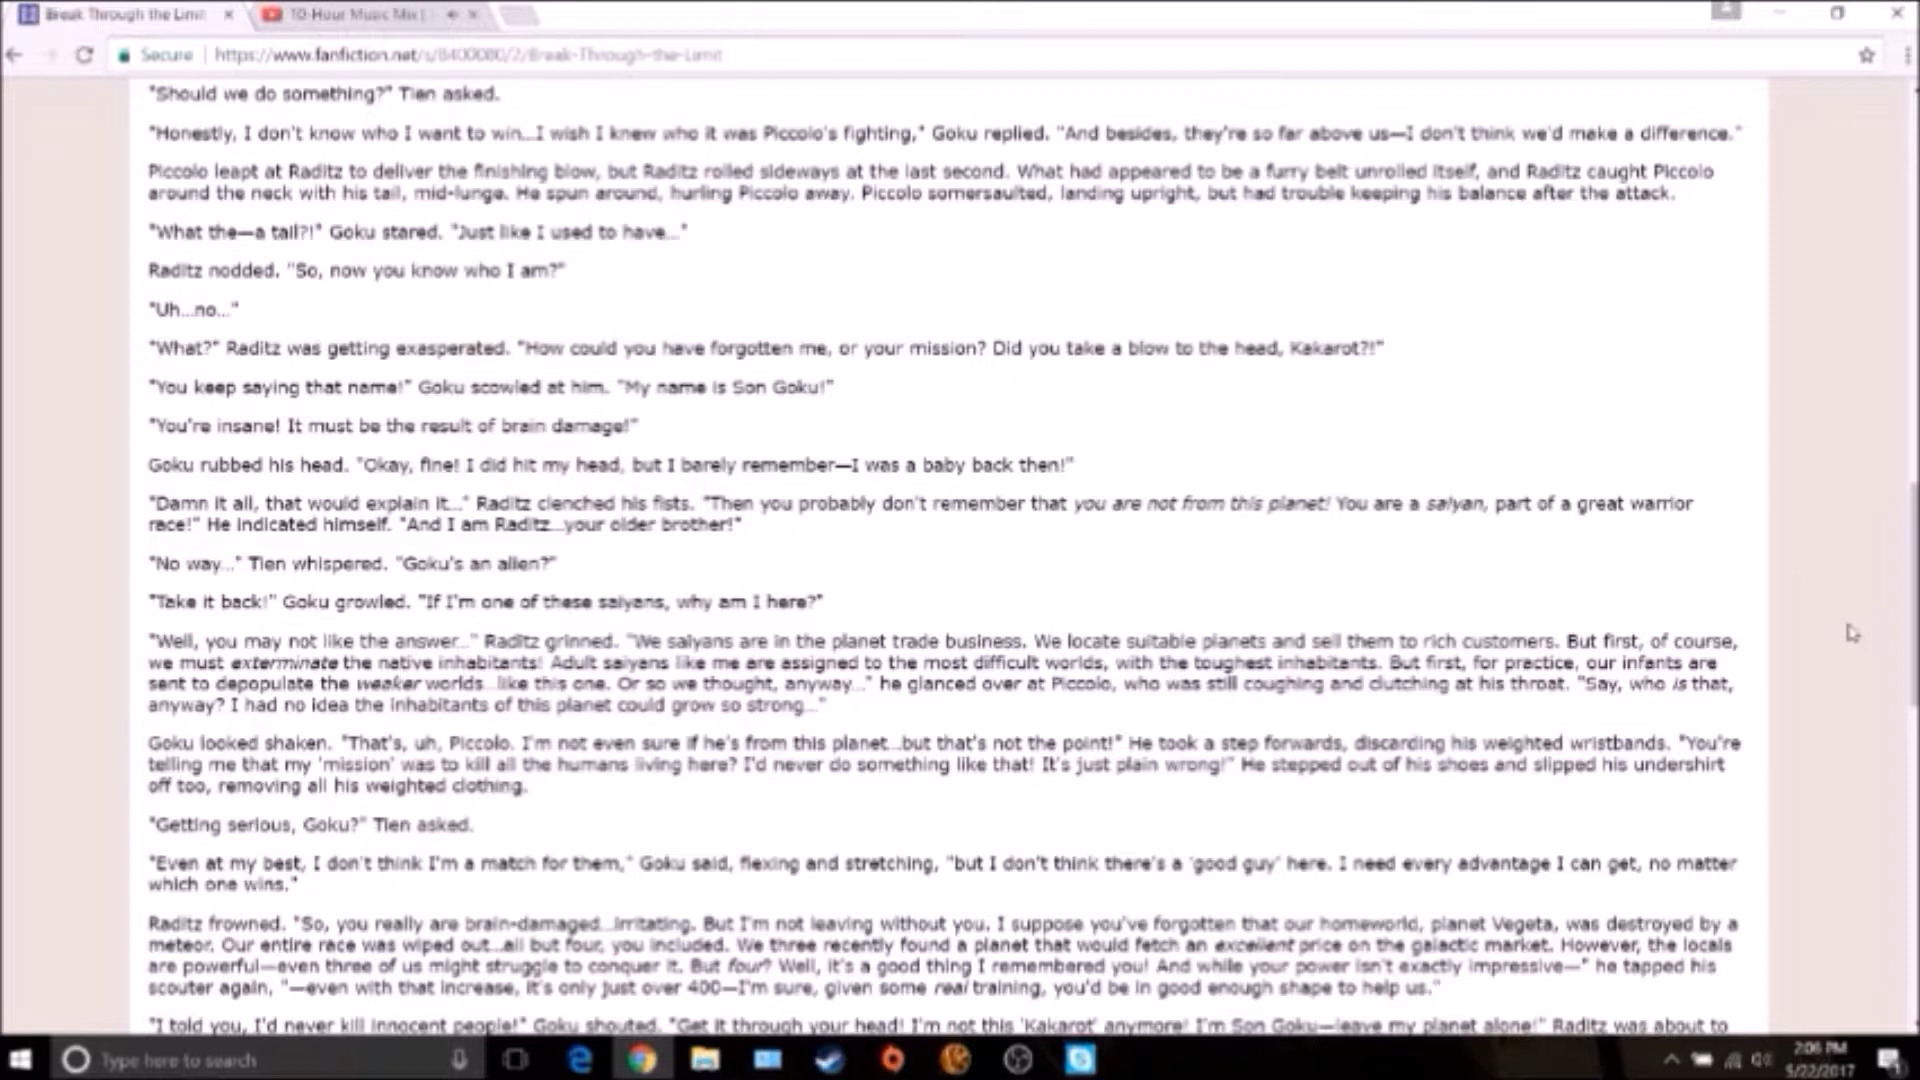 Break Through the Limit
10-Hour Music Mix
Secure
https://www.fanfiction.net/s/8400080/2/Break-Through-the-Limit
"Should we do something?" Tien asked.
"Honestly, I don't know who I want to win...I wish I knew who it was Piccolo's fighting," Goku replied. "And besides, they're so far above us—I don't think we'd make a difference."
Piccolo leapt at Raditz to deliver the finishing blow, but Raditz rolled sideways at the last second. What had appeared to be a furry belt unrolled itself, and Raditz caught Piccolo
around the neck with his tail, mid-lunge. He spun around, hurling Piccolo away. Piccolo somersaulted, landing upright, but had trouble keeping his balance after the attack.
"What the—a tail?!" Goku stared. "Just like I used to have..."
Raditz nodded. "So, now you know who I am?"
"Uh...no..."
"What?" Raditz was getting exasperated. "How could you have forgotten me, or your mission? Did you take a blow to the head, Kakarot?!"
"You keep saying that name!" Goku scowled at him. "My name is Son Goku!"
"You're insane! It must be the result of brain damage!"
Goku rubbed his head. "Okay, fine! I did hit my head, but I barely remember—I was a baby back then!"
"Damn it all, that would explain it..." Raditz clenched his fists. "Then you probably don't remember that you are not from this planet! You are a saiyan, part of a great warrior
race!" He indicated himself. "And I am Raditz...your older brother!"
"No way..." Tien whispered. "Goku's an alien?"
"Take it back!" Goku growled. "If I'm one of these saiyans, why am I here?"
"Well, you may not like the answer..." Raditz grinned. "We saiyans are in the planet trade business. We locate suitable planets and sell them to rich customers. But first, of course,
we must exterminate the native inhabitants! Adult saiyans like me are assigned to the most difficult worlds, with the toughest inhabitants. But first, for practice, our infants are
sent to depopulate the weaker worlds...like this one. Or so we thought, anyway..." he glanced over at Piccolo, who was still coughing and clutching at his throat. "Say, who is that,
anyway? I had no idea the inhabitants of this planet could grow so strong..."
Goku looked shaken. "That's, uh, Piccolo. I'm not even sure if he's from this planet...but that's not the point!" He took a step forwards, discarding his weighted wristbands. "You're
telling me that my 'mission' was to kill all the humans living here? I'd never do something like that! It's just plain wrong!" He stepped out of his shoes and slipped his undershirt
off too, removing all his weighted clothing.
"Getting serious, Goku?" Tien asked.
"Even at my best, I don't think I'm a match for them," Goku said, flexing and stretching, "but I don't think there's a 'good guy' here. I need every advantage I can get, no matter
which one wins."
Raditz frowned. "So, you really are brain-damaged...irritating. But I'm not leaving without you. I suppose you've forgotten that our homeworld, planet Vegeta, was destroyed by a
meteor. Our entire race was wiped out...all but four, you included. We three recently found a planet that would fetch an excellent price on the galactic market. However, the locals
are powerful—even three of us might struggle to conquer it. But four? Well, it's a good thing I remembered you! And while your power isn't exactly impressive—" he tapped his
scouter again, "—even with that increase, it's only just over 400—I'm sure, given some real training, you'd be in good enough shape to help us."
"I told you, I'd never kill innocent people!" Goku shouted. "Get it through your head! I'm not this 'Kakarot' anymore! I'm Son Goku—leave my planet alone!" Raditz was about to
Type here to search
2:06 PM
5/22/2017